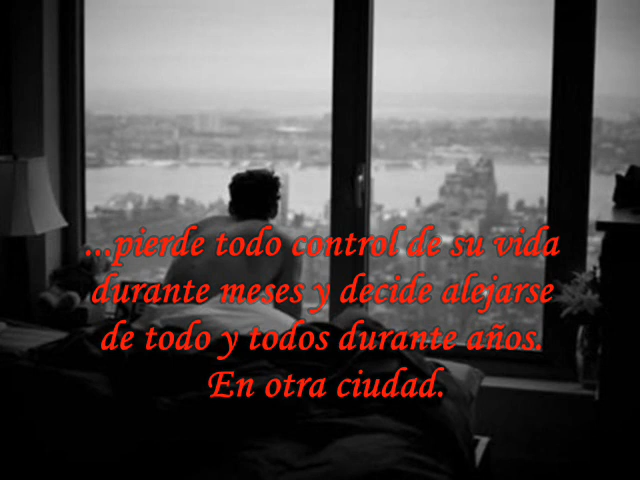 ...pierde todo control de su vida
durante meses y decide alejarse
de todo y todos durante años.
En otra ciudad.